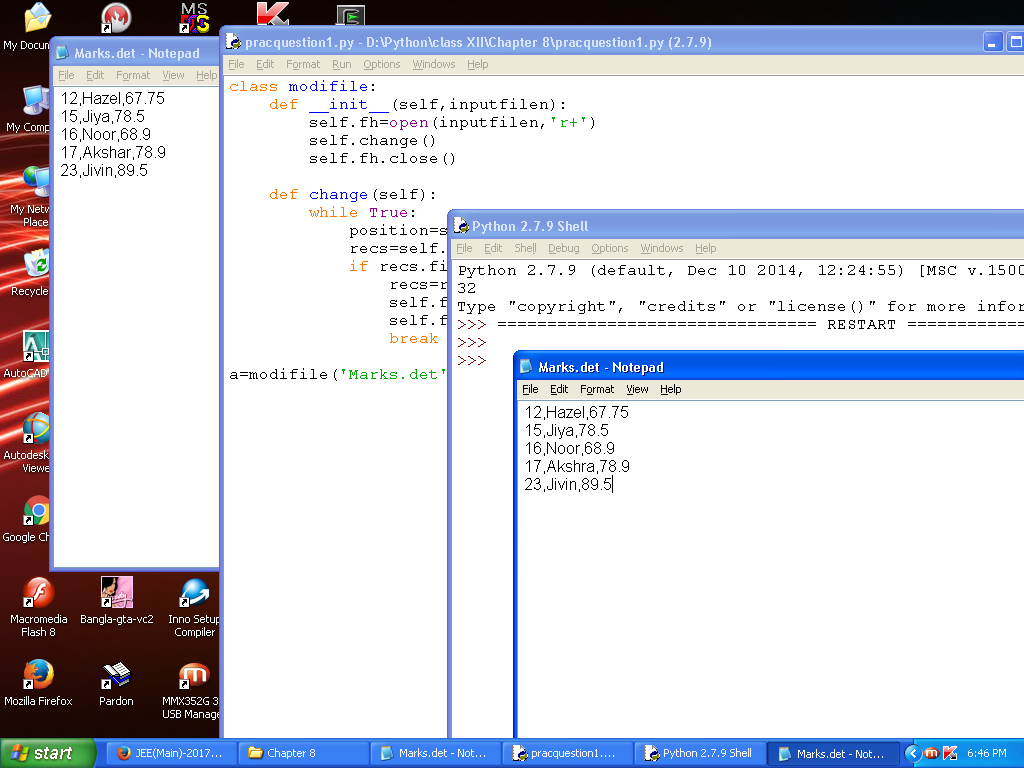 My Docum
MS
Marks.det - Notepad
File Edit Format View Help
12,Hazel,67.75
15,Jiya,78.5
16,Noor,68.9
17,Akshar,78.9
23,Jivin,89.5
pracquestion1.py - D:\Python\class XII\Chapter 8\pracquestion1.py (2.7.9)
File Edit Format Run Options Windows Help
class modifile:
def __init__(self,inputfilen):
self.fh=open(inputfilen,'r+')
self.change()
self.fh.close()
def change(self):
while True:
position=s
recs=self.
if recs.fi
recs=r
self.f
self.f
break
a=modifile('Marks.det'
Python 2.7.9 Shell
File Edit Shell Debug Options Windows Help
Python 2.7.9 (default, Dec 10 2014, 12:24:55) [MSC v.1500
32
Type "copyright", "credits" or "license()" for more infor
>>> ================================ RESTART ============
>>>
>>>
Marks.det - Notepad
File Edit Format View Help
12,Hazel,67.75
15,Jiya,78.5
16,Noor,68.9
17,Akshra,78.9
23,Jivin,89.5
My Comp
My Netw
Place
Recycle
AutoCAD
Autodesk
Viewe
Google Ch
Macromedia
Flash 8
Bangla-gta-vc2
Inno Setup
Compiler
Mozilla Firefox
Pardon
MMX352G 3
USB Manage
start
JEE(Main)-2017...
Chapter 8
Marks.det - Not...
pracquestion1....
Python 2.7.9 Shell
Marks.det - Not...
6:46 PM